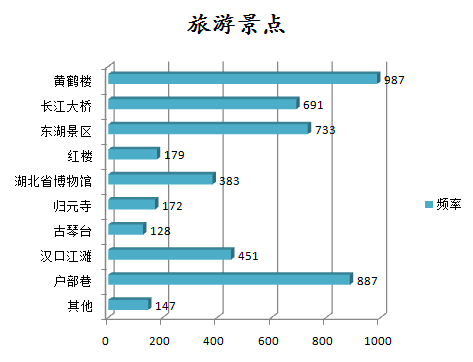 旅游景点
黄鹤楼 987
长江大桥 691
东湖景区 733
红楼 179
湖北省博物馆 383
归元寺 172
古琴台 128
汉口江滩 451
户部巷 887
其他 147
0 200 400 600 800 1000
频率